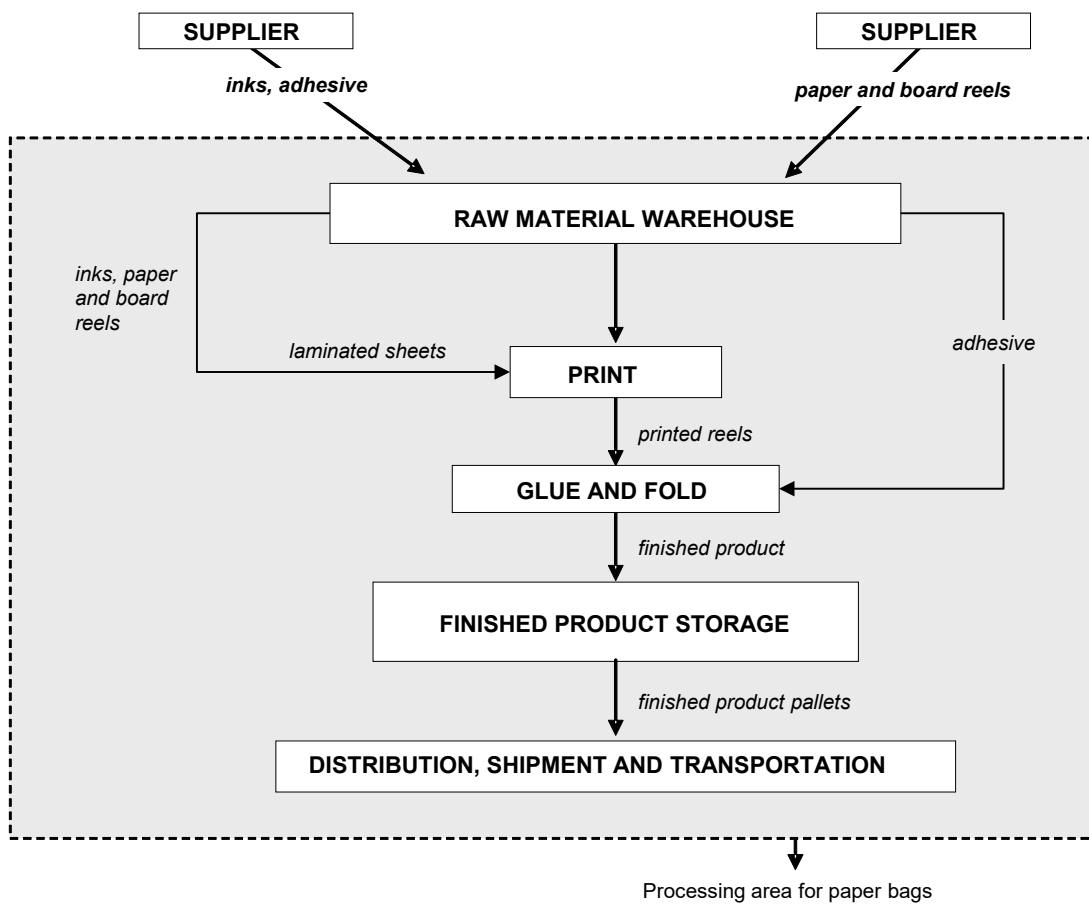 SUPPLIER
SUPPLIER
inks, adhesive
paper and board reels
RAW MATERIAL WAREHOUSE
inks, paper
and board
reels
laminated sheets
adhesive
PRINT
printed reels
GLUE AND FOLD
finished product
FINISHED PRODUCT STORAGE
finished product pallets
DISTRIBUTION, SHIPMENT AND TRANSPORTATION
Processing area for paper bags